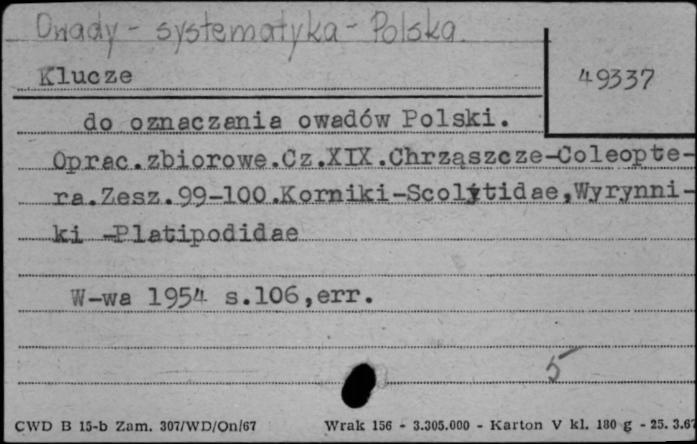 Owady - systematyka - Polska.
Klucze
49337
do oznaczania owadów Polski.
Oprac.zbiorowe.Cz.XIX.Chrząszcze-Coleopte-
ra.Zesz.99-100.Korniki-Scolytidae,Wyrynni-
ki -Platipodidae
W-wa 1954 s.106,err.
5
CWD B 15-b Zam. 307/WD/On/67 Wrak 156 - 3.305.000 - Karton V kl. 180 g - 25. 3.67